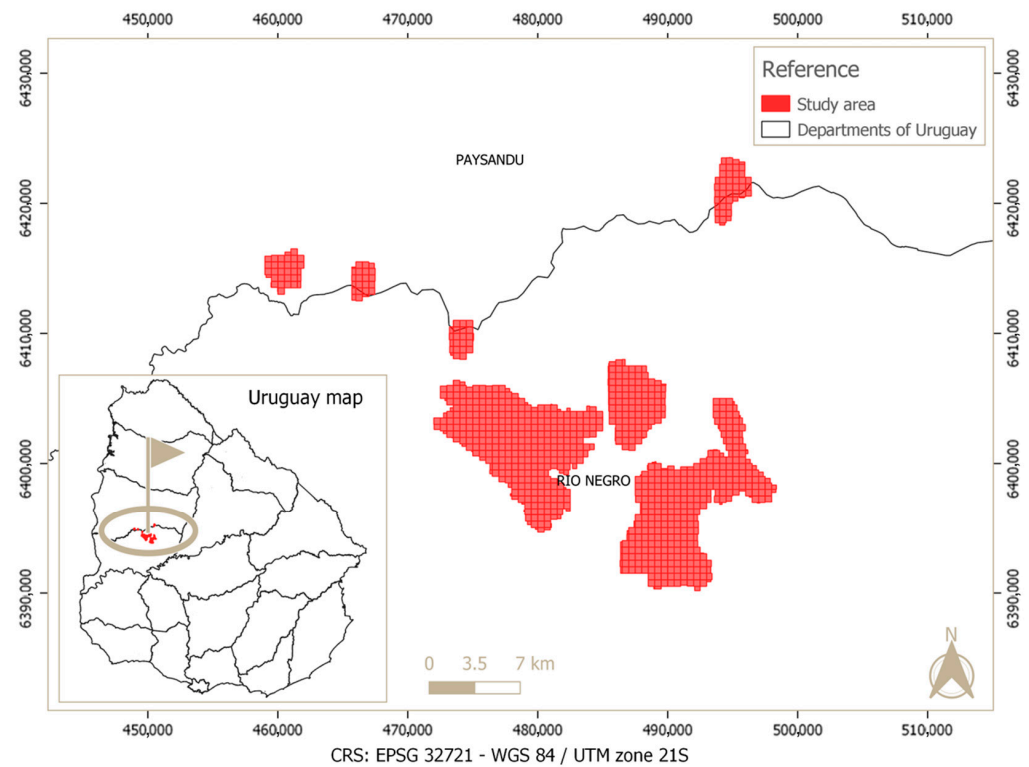 450,000 460,000 470,000 480,000 490,000 500,000 510,000
6430,000
6430,000
Reference
Study area
Departments of Uruguay
PAYSANDU
6420,000
6420,000
6410,000
6410,000
Uruguay map
6400,000
6400,000
RIO NEGRO
6390,000
6390,000
N
0 3.5 7 km
450,000 460,000 470,000 480,000 490,000 500,000 510,000
CRS: EPSG 32721 - WGS 84 / UTM zone 21S